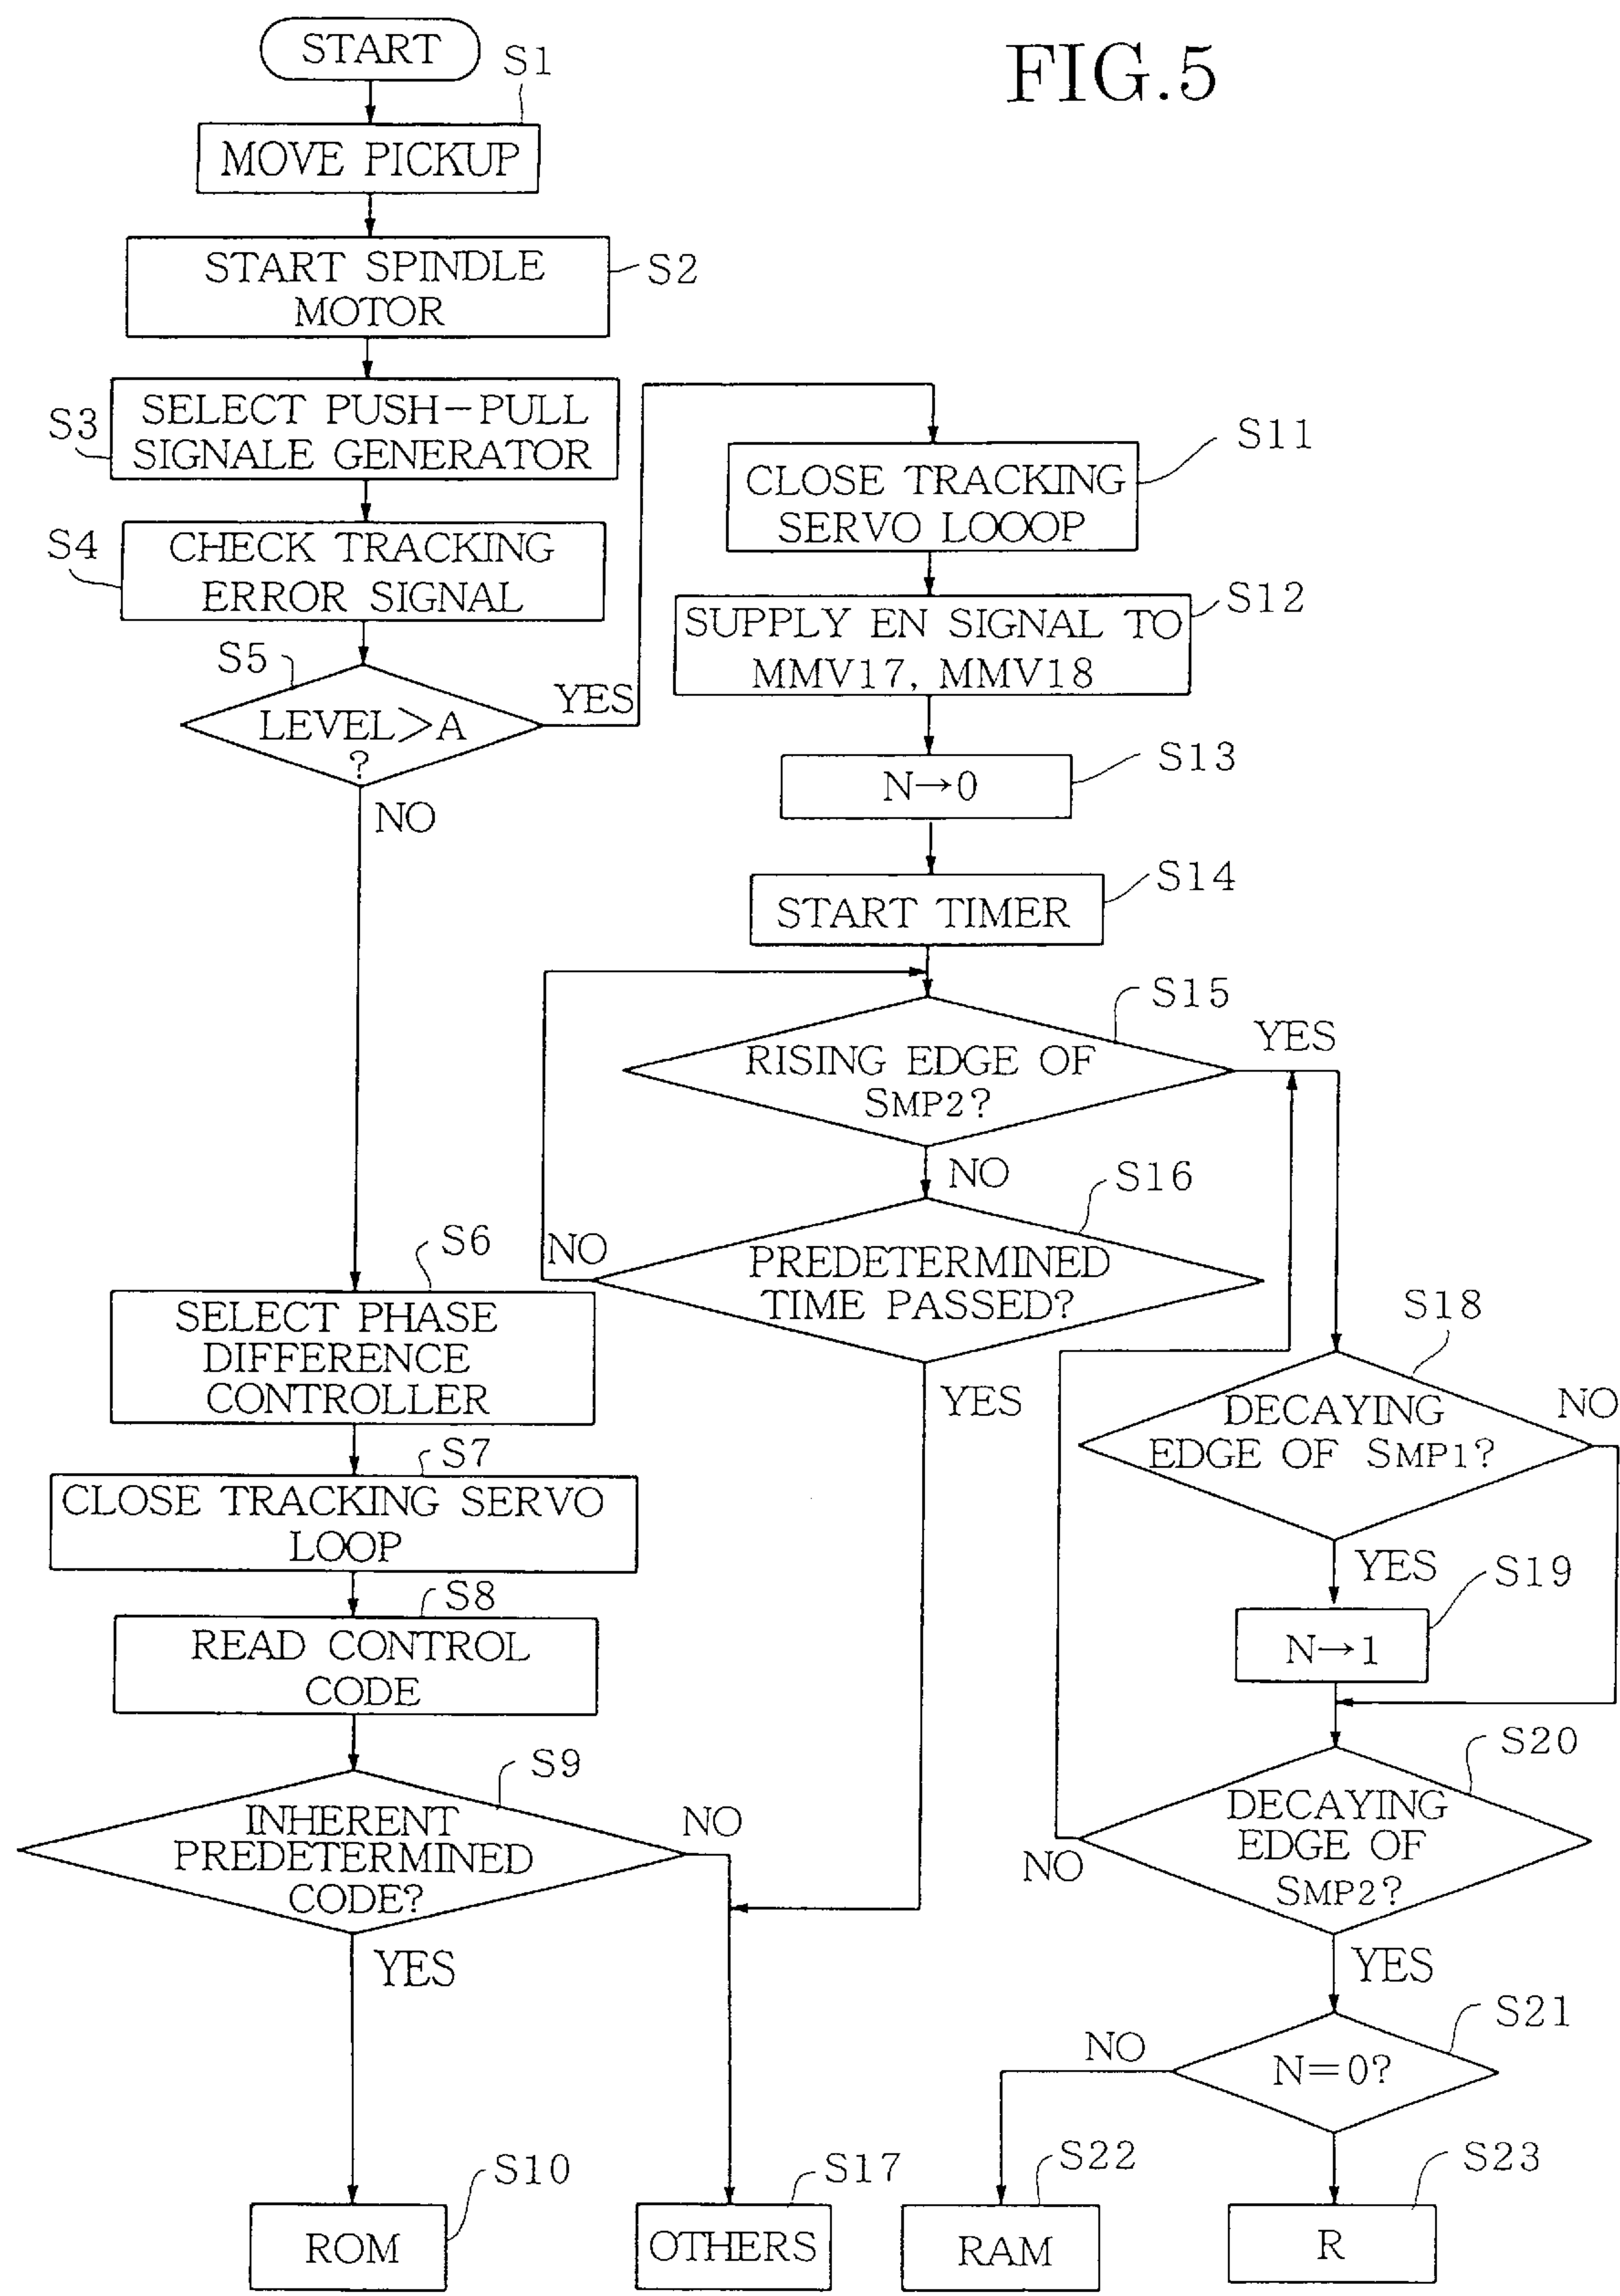 FIG.5
START
S1
MOVE PICKUP
START SPINDLE
MOTOR
S2
S3
SELECT PUSH-PULL
SIGNALE GENERATOR
S4
CHECK TRACKING
ERROR SIGNAL
S5
LEVEL>A
?
YES
NO
S6
SELECT PHASE
DIFFERENCE
CONTROLLER
S7
CLOSE TRACKING SERVO
LOOP
S8
READ CONTROL
CODE
S9
INHERENT
PREDETERMINED
CODE?
NO
YES
S10
ROM
S11
CLOSE TRACKING
SERVO LOOOP
S12
SUPPLY EN SIGNAL TO
MMV17, MMV18
S13
N→0
S14
START TIMER
S15
RISING EDGE OF
SMP2?
YES
NO
S16
PREDETERMINED
TIME PASSED?
NO
YES
S17
OTHERS
S18
DECAYING
EDGE OF SMP1?
NO
YES
S19
N→1
S20
DECAYING
EDGE OF
SMP2?
NO
YES
S21
N=0?
NO
S22
RAM
S23
R